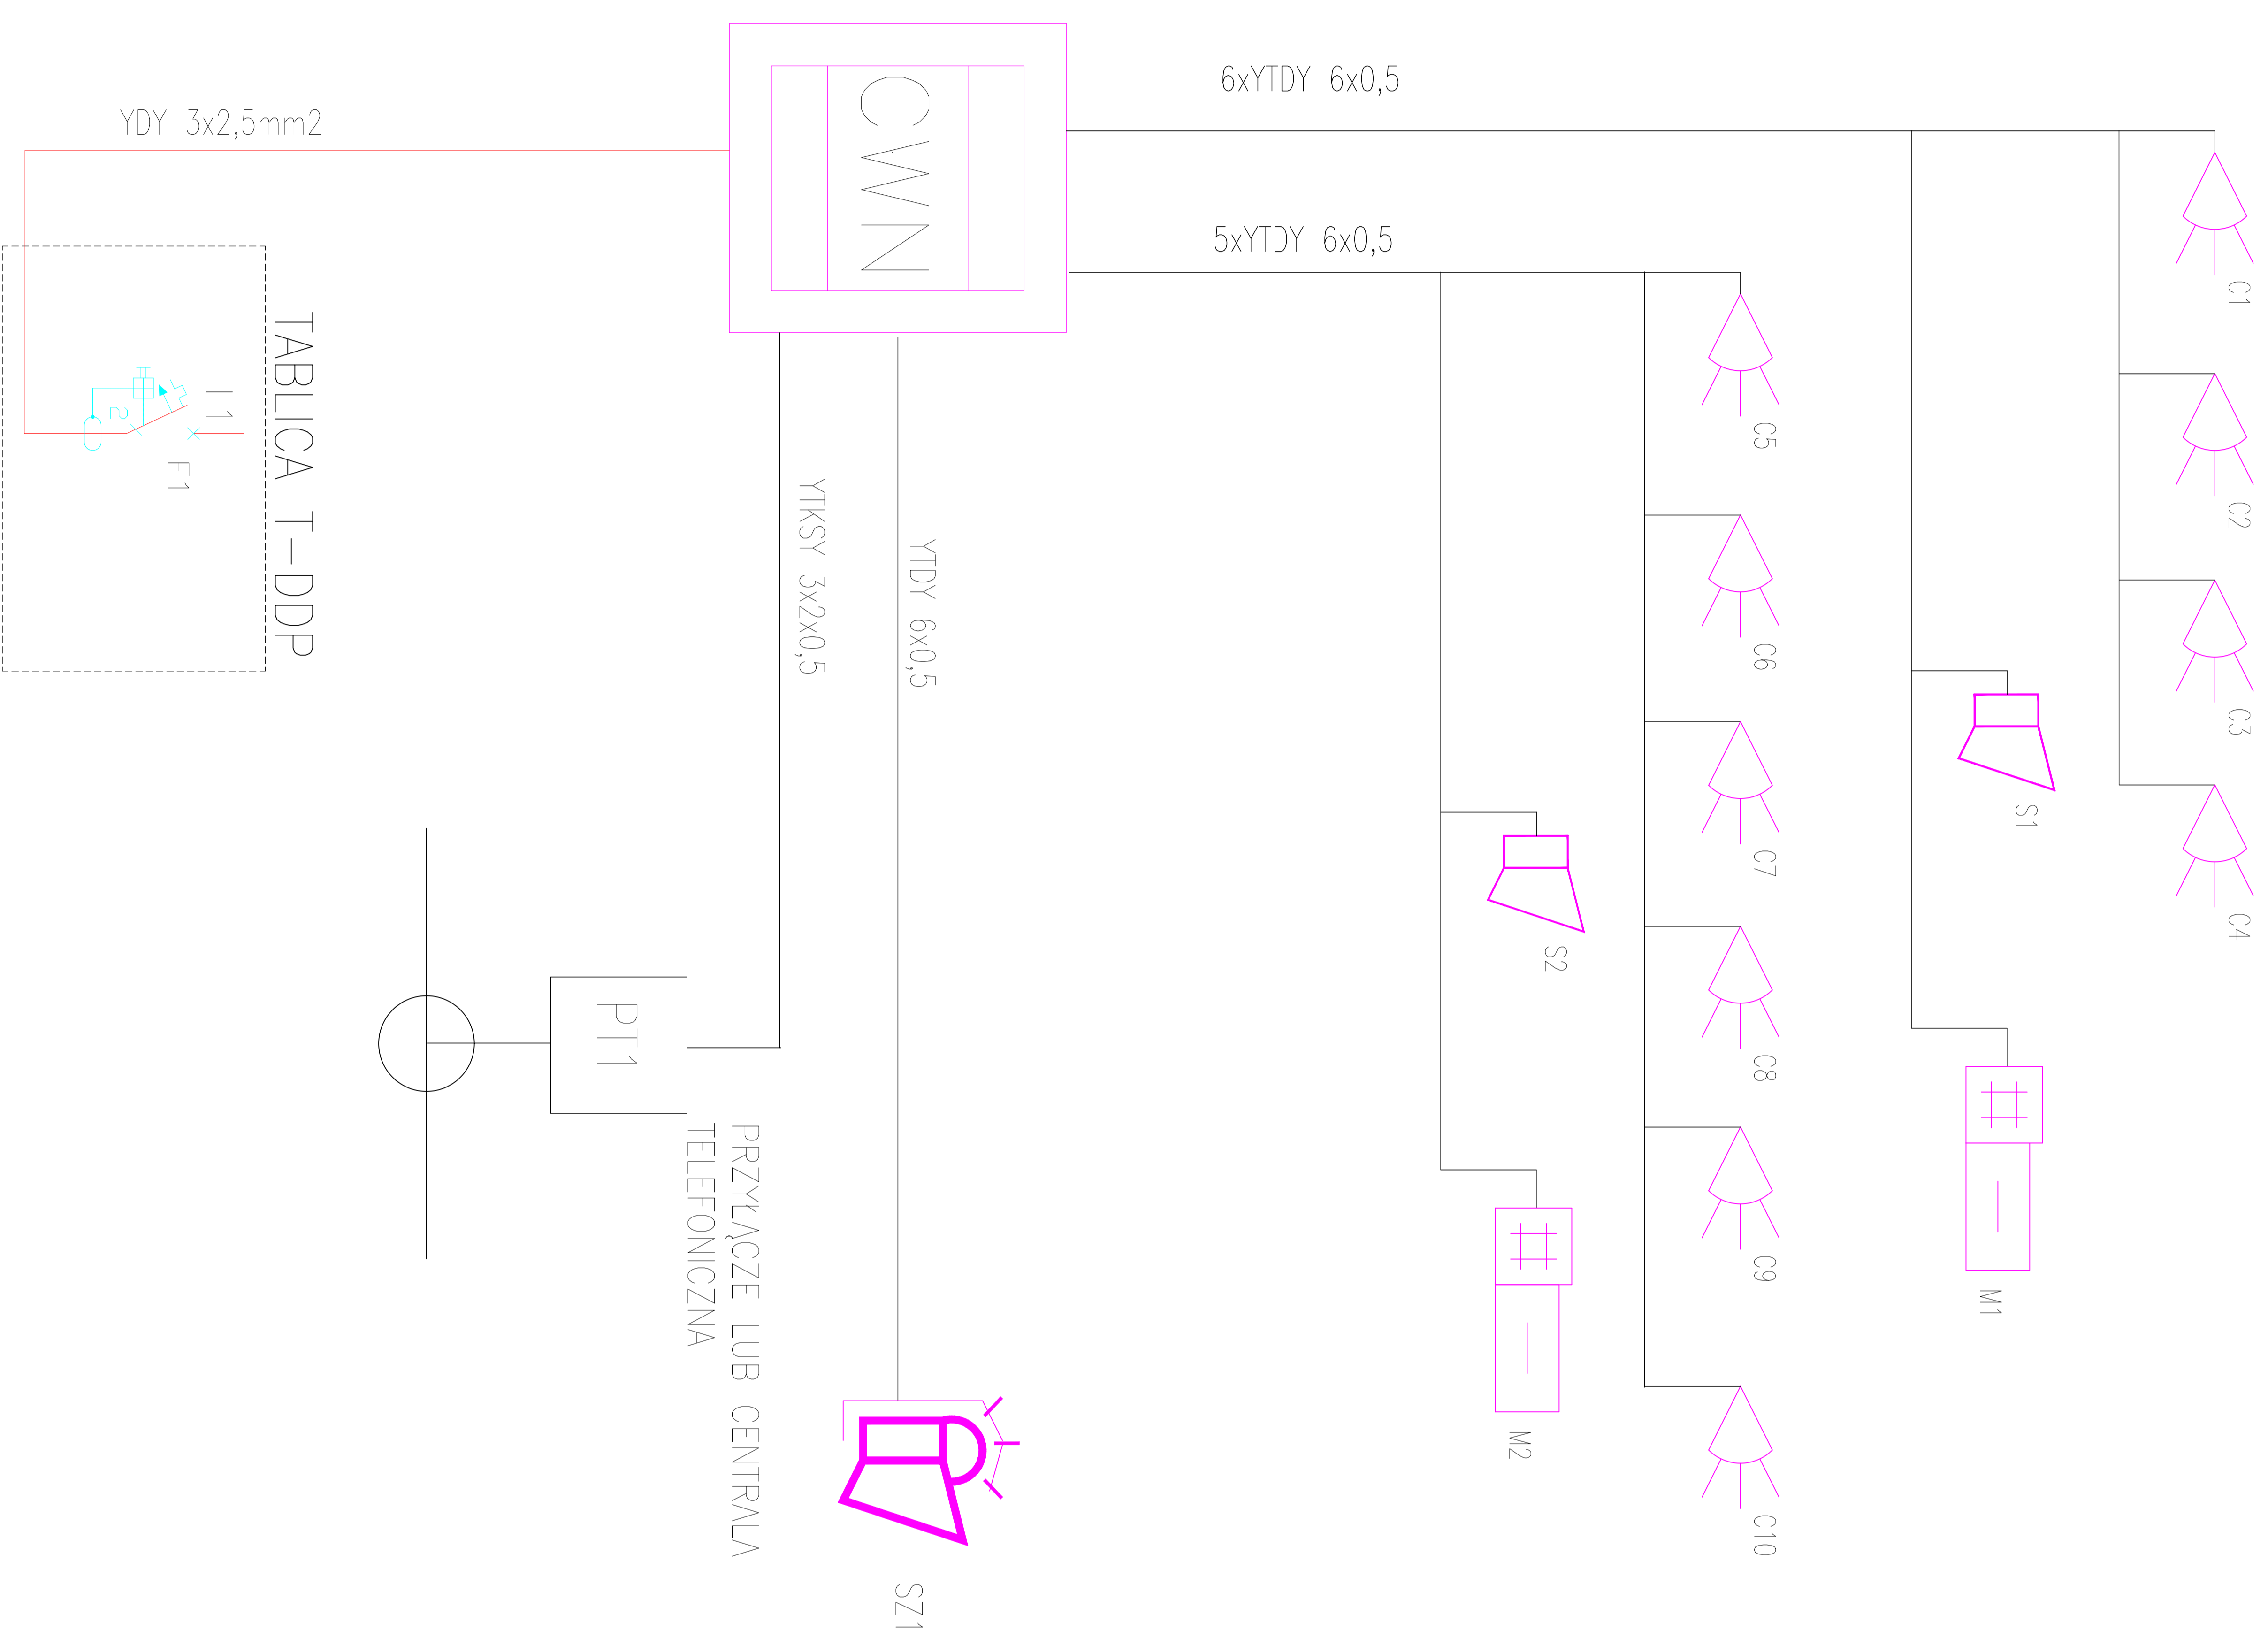 6xYTDY 6x0,5
YDY 3x2,5mm2
CWN
5xYTDY 6x0,5
C1
C2
C3
C4
S1
M1
C5
C6
C7
C8
C9
C10
S2
M2
TABLICA T-DDP
L1
F1
2
YTKSY 3x2x0,5
YTDY 6x0,5
PT1
PRZYŁĄCZE LUB CENTRALA
TELEFONICZNA
SZ1